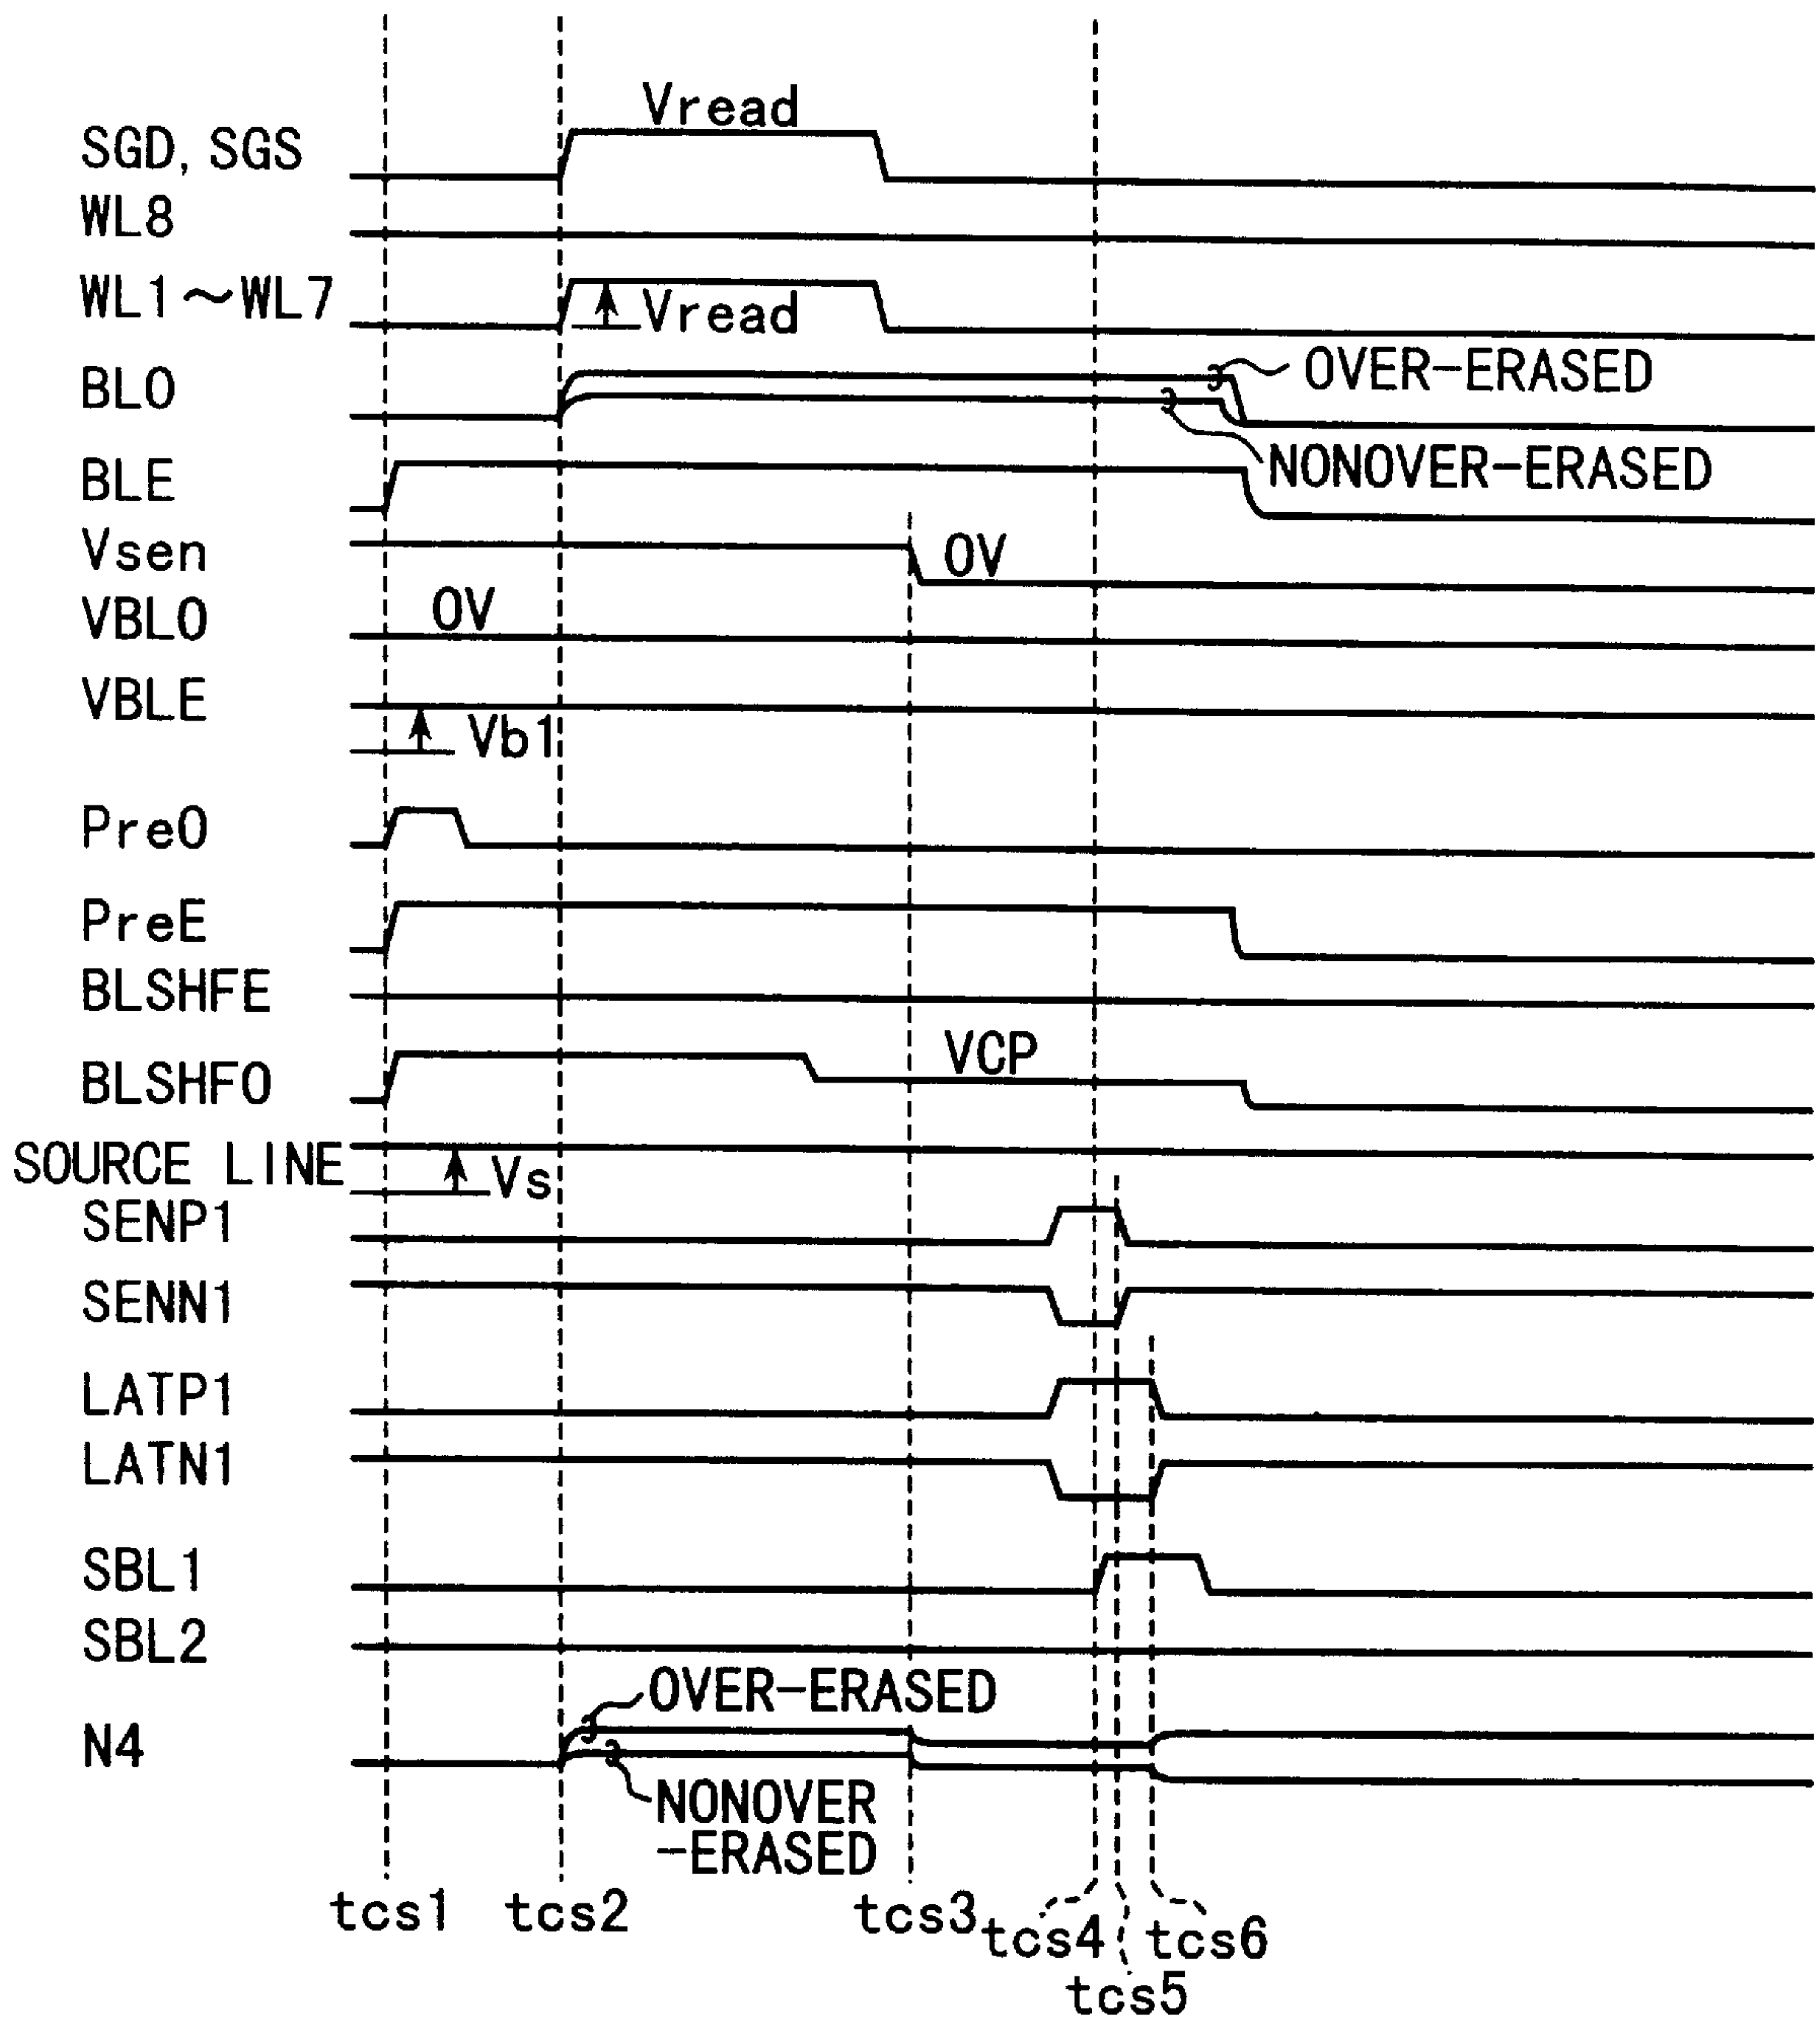 Vread
SGD, SGS
WL8
WL1～WL7
Vread
BLO
OVER-ERASED
NONOVER-ERASED
BLE
Vsen
0V
VBLO
0V
VBLE
Vb1
PreO
PreE
BLSHFE
BLSHFO
VCP
SOURCE LINE
Vs
SENP1
SENN1
LATP1
LATN1
SBL1
SBL2
OVER-ERASED
N4
NONOVER
-ERASED
tcs1
tcs2
tcs3
tcs4
tcs6
tcs5